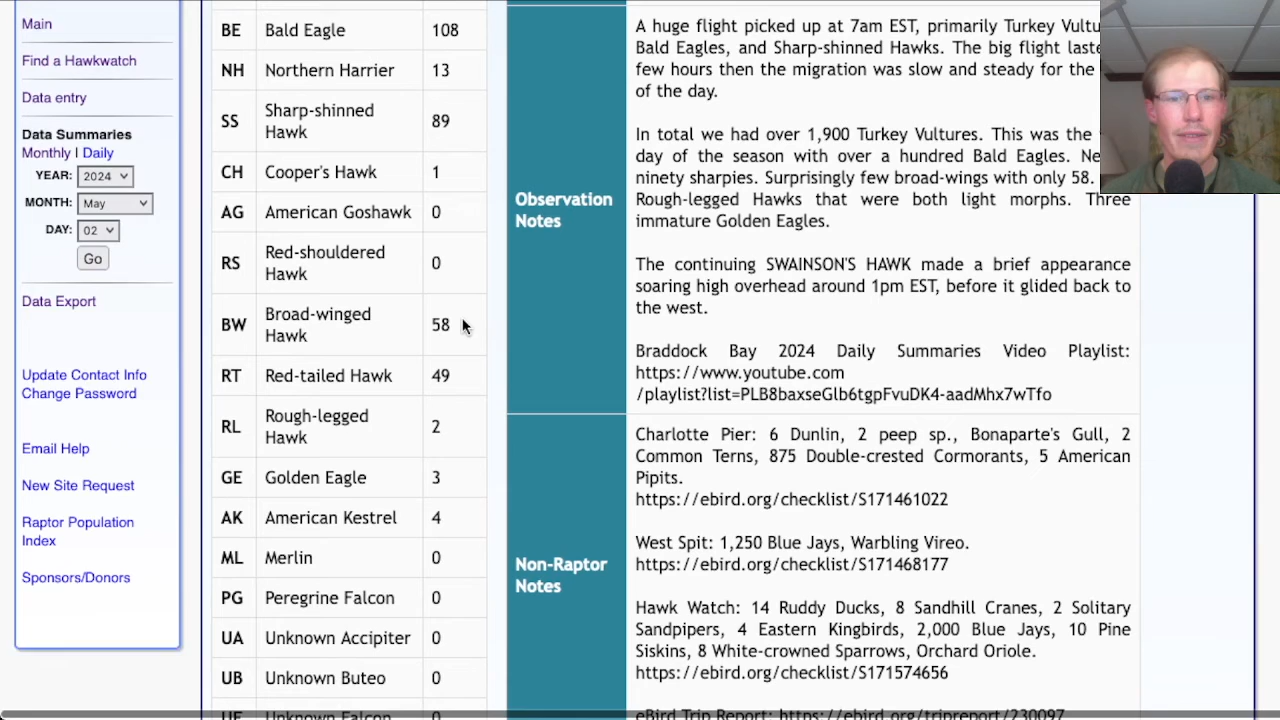 Main
Find a Hawkwatch
Data entry
Data Summaries
Monthly | Daily
YEAR: 2024
MONTH: May
DAY: 02
Go
Data Export
Update Contact Info
Change Password
Email Help
New Site Request
Raptor Population
Index
Sponsors/Donors
BE Bald Eagle 108
NH Northern Harrier 13
SS Sharp-shinned
Hawk 89
CH Cooper's Hawk 1
AG American Goshawk 0
RS Red-shouldered
Hawk 0
BW Broad-winged
Hawk 58
RT Red-tailed Hawk 49
RL Rough-legged
Hawk 2
GE Golden Eagle 3
AK American Kestrel 4
ML Merlin 0
PG Peregrine Falcon 0
UA Unknown Accipiter 0
UB Unknown Buteo 0
UF Unknown Falcon 0
Observation
Notes
A huge flight picked up at 7am EST, primarily Turkey
Bald Eagles, and Sharp-shinned Hawks. The big flight
few hours then the migration was slow and steady for the
of the day.
In total we had over 1,900 Turkey Vultures. This was the
day of the season with over a hundred Bald Eagles.
ninety sharpies. Surprisingly few broad-wings with only 58.
Rough-legged Hawks that were both light morphs. Three
immature Golden Eagles.
The continuing SWAINSON'S HAWK made a brief appearance
soaring high overhead around 1pm EST, before it glided back to
the west.
Braddock Bay 2024 Daily Summaries Video Playlist:
https://www.youtube.com
/playlist?list=PLB8baxseGlb6tgpFvuDK4-aadMhx7wTfo
Non-Raptor
Notes
Charlotte Pier: 6 Dunlin, 2 peep sp., Bonaparte's Gull, 2
Common Terns, 875 Double-crested Cormorants, 5 American
Pipits.
https://ebird.org/checklist/S171461022
West Spit: 1,250 Blue Jays, Warbling Vireo.
https://ebird.org/checklist/S171468177
Hawk Watch: 14 Ruddy Ducks, 8 Sandhill Cranes, 2 Solitary
Sandpipers, 4 Eastern Kingbirds, 2,000 Blue Jays, 10 Pine
Siskins, 8 White-crowned Sparrows, Orchard Oriole.
https://ebird.org/checklist/S171574656
eBird Trip Report: https://ebird.org/tripreport/230097